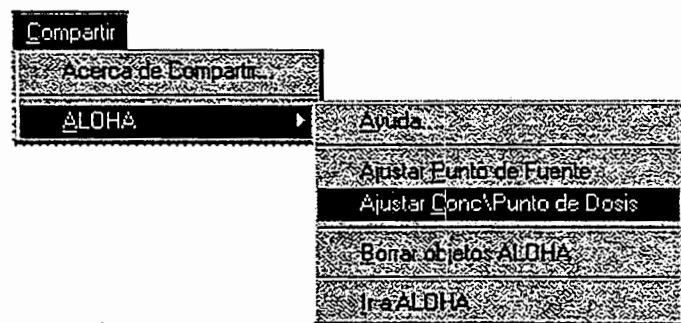 Compartir
Acerca de Compartir...
ALOHA
Ayuda...
Ajustar Punto de Fuente
Ajustar Conc\Punto de Dosis
Borrar objetos ALOHA
Ir a ALOHA